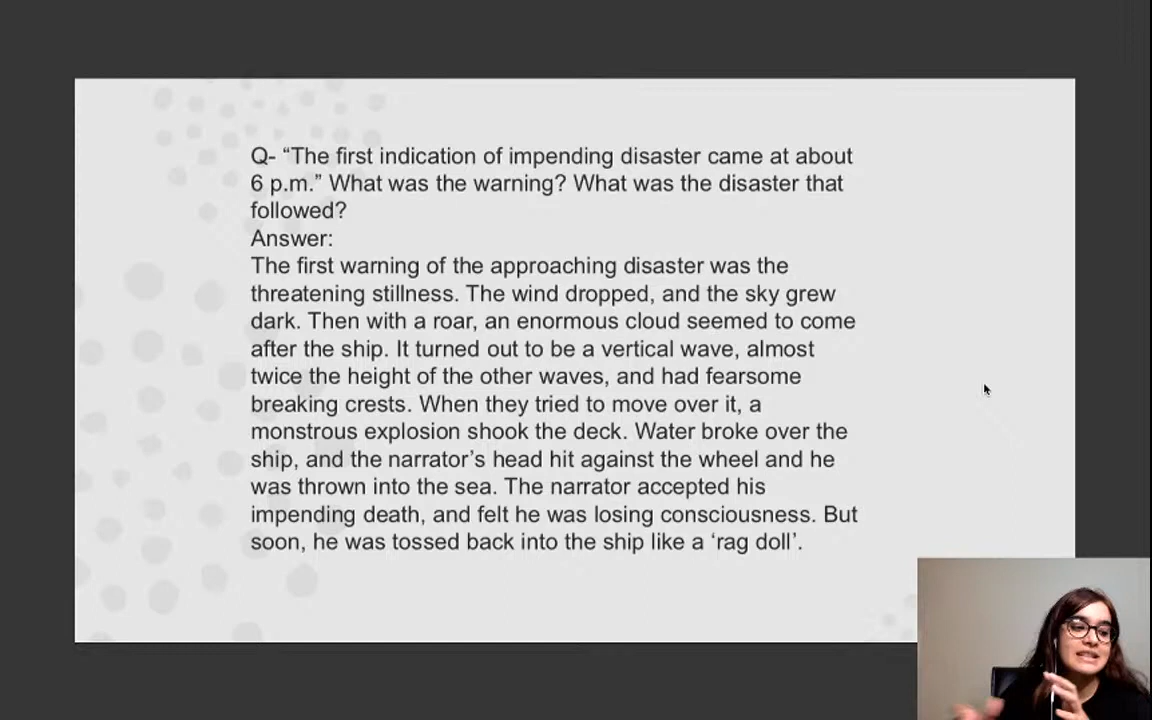 Q- “The first indication of impending disaster came at about
6 p.m.” What was the warning? What was the disaster that
followed?
Answer:
The first warning of the approaching disaster was the
threatening stillness. The wind dropped, and the sky grew
dark. Then with a roar, an enormous cloud seemed to come
after the ship. It turned out to be a vertical wave, almost
twice the height of the other waves, and had fearsome
breaking crests. When they tried to move over it, a
monstrous explosion shook the deck. Water broke over the
ship, and the narrator’s head hit against the wheel and he
was thrown into the sea. The narrator accepted his
impending death, and felt he was losing consciousness. But
soon, he was tossed back into the ship like a ‘rag doll’.